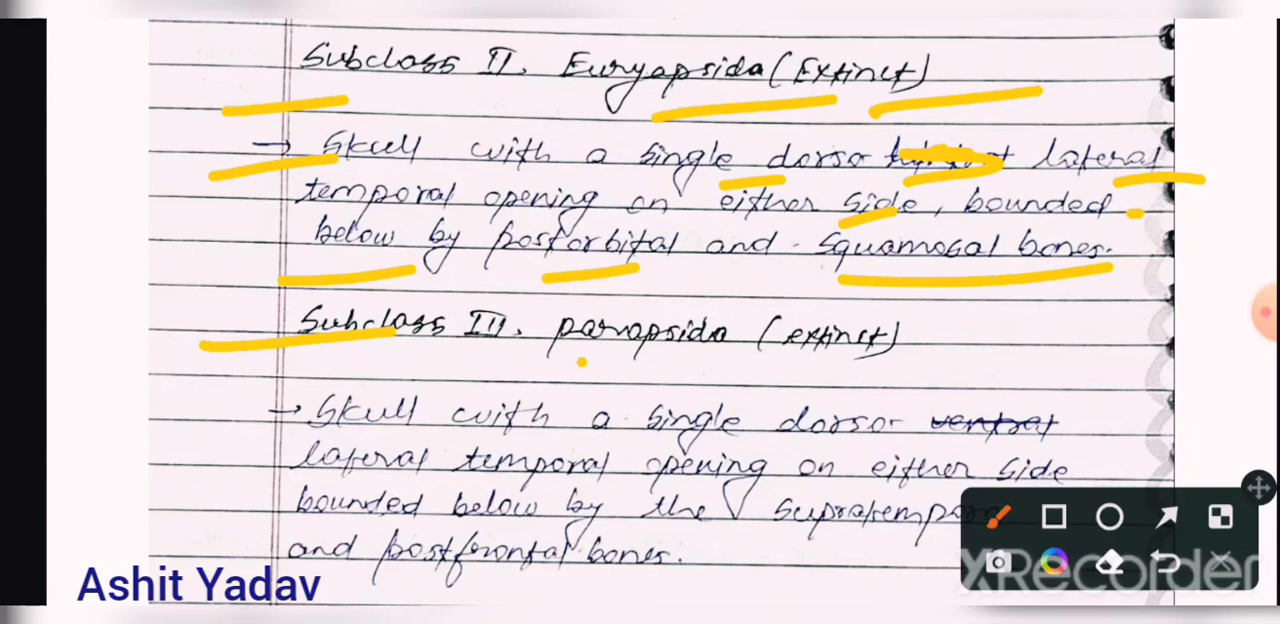 Subclass II. Euryapsida (Extinct)
→ Skull with a single dorso lateral
temporal opening on either side, bounded
below by postorbital and squamosal bones.
Subclass III. parapsida (extinct)
→ Skull with a single dorso ventral
lateral temporal opening on either side
bounded below by the supratempora
and postfrontal bones.
Ashit Yadav
XRecorder